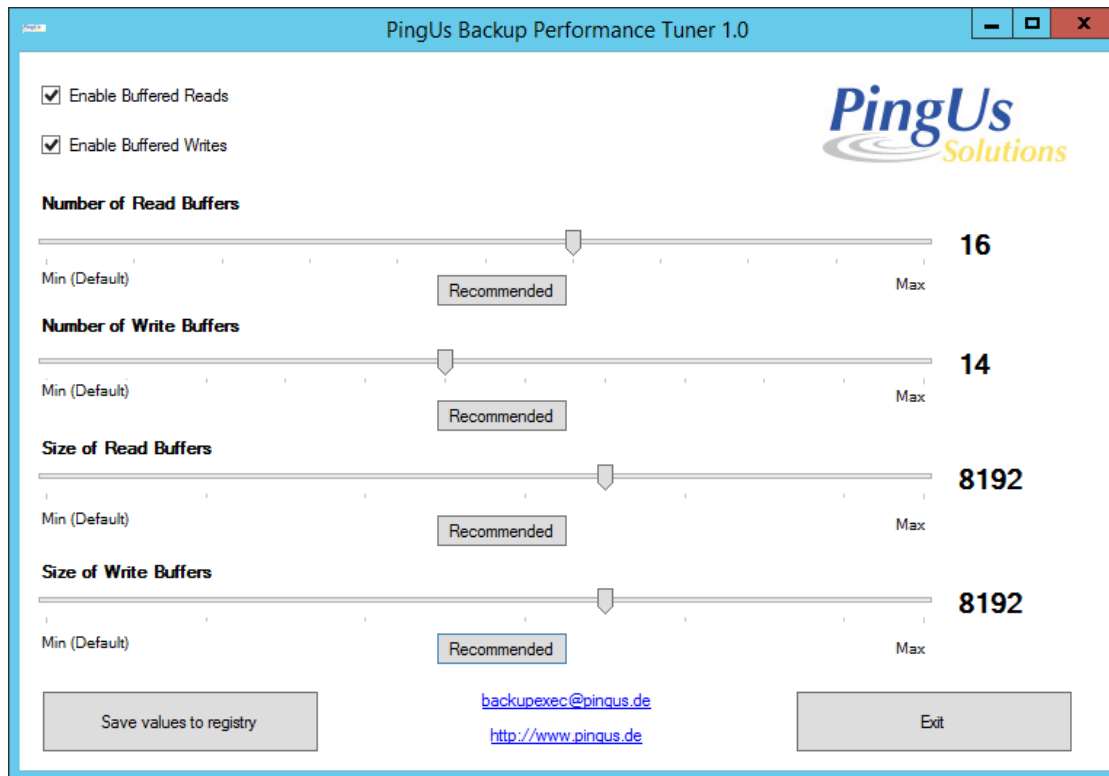 PingUs Backup Performance Tuner 1.0
Enable Buffered Reads
PingUs
Solutions
Enable Buffered Writes
Number of Read Buffers
16
Min (Default)
Recommended
Max
Number of Write Buffers
14
Min (Default)
Recommended
Max
Size of Read Buffers
8192
Min (Default)
Recommended
Max
Size of Write Buffers
8192
Min (Default)
Recommended
Max
Save values to registry
backupexec@pingus.de
http://www.pingus.de
Exit